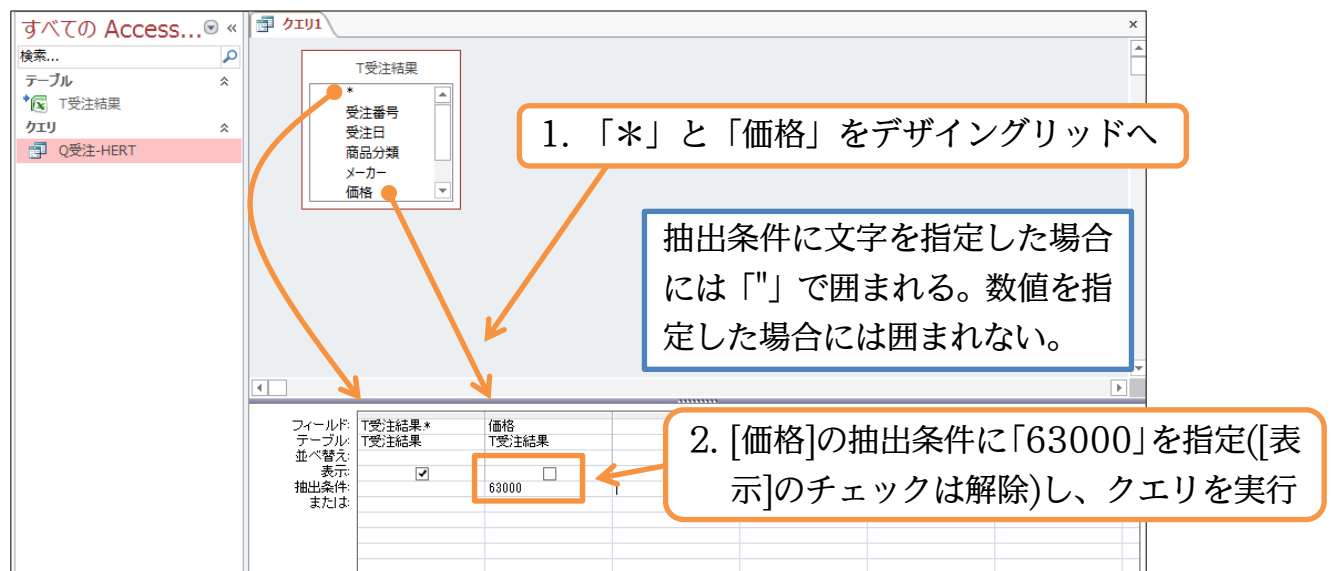 すべての Access...
«
クエリ1
×
検索...
テーブル
T受注結果
クエリ
Q受注-HERT
T受注結果
*
受注番号
受注日
商品分類
メーカー
価格
1. 「＊」と「価格」をデザイングリッドへ
抽出条件に文字を指定した場合
には「"」で囲まれる。数値を指
定した場合には囲まれない。
フィールド: T受注結果.* 価格
テーブル: T受注結果 T受注結果
並べ替え:
表示:
抽出条件: 63000
または:
2. [価格]の抽出条件に「63000」を指定([表
示]のチェックは解除)し、クエリを実行